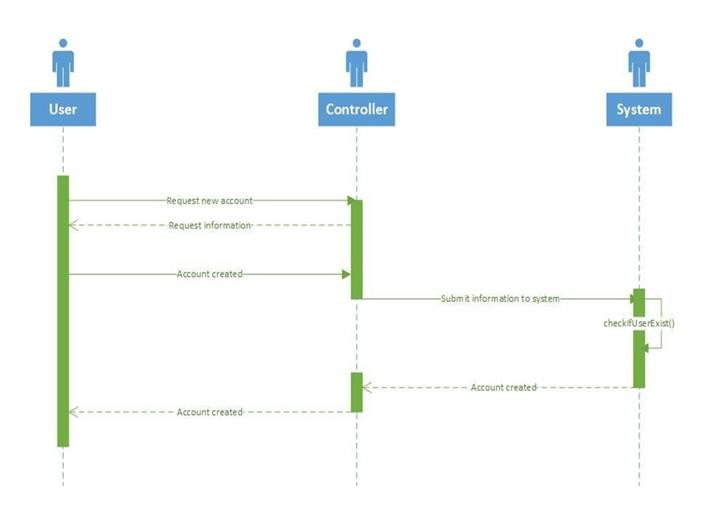 User
Controller
System
Request new account
Request information
Account created
Submit information to system
checkIfUserExist()
Account created
Account created